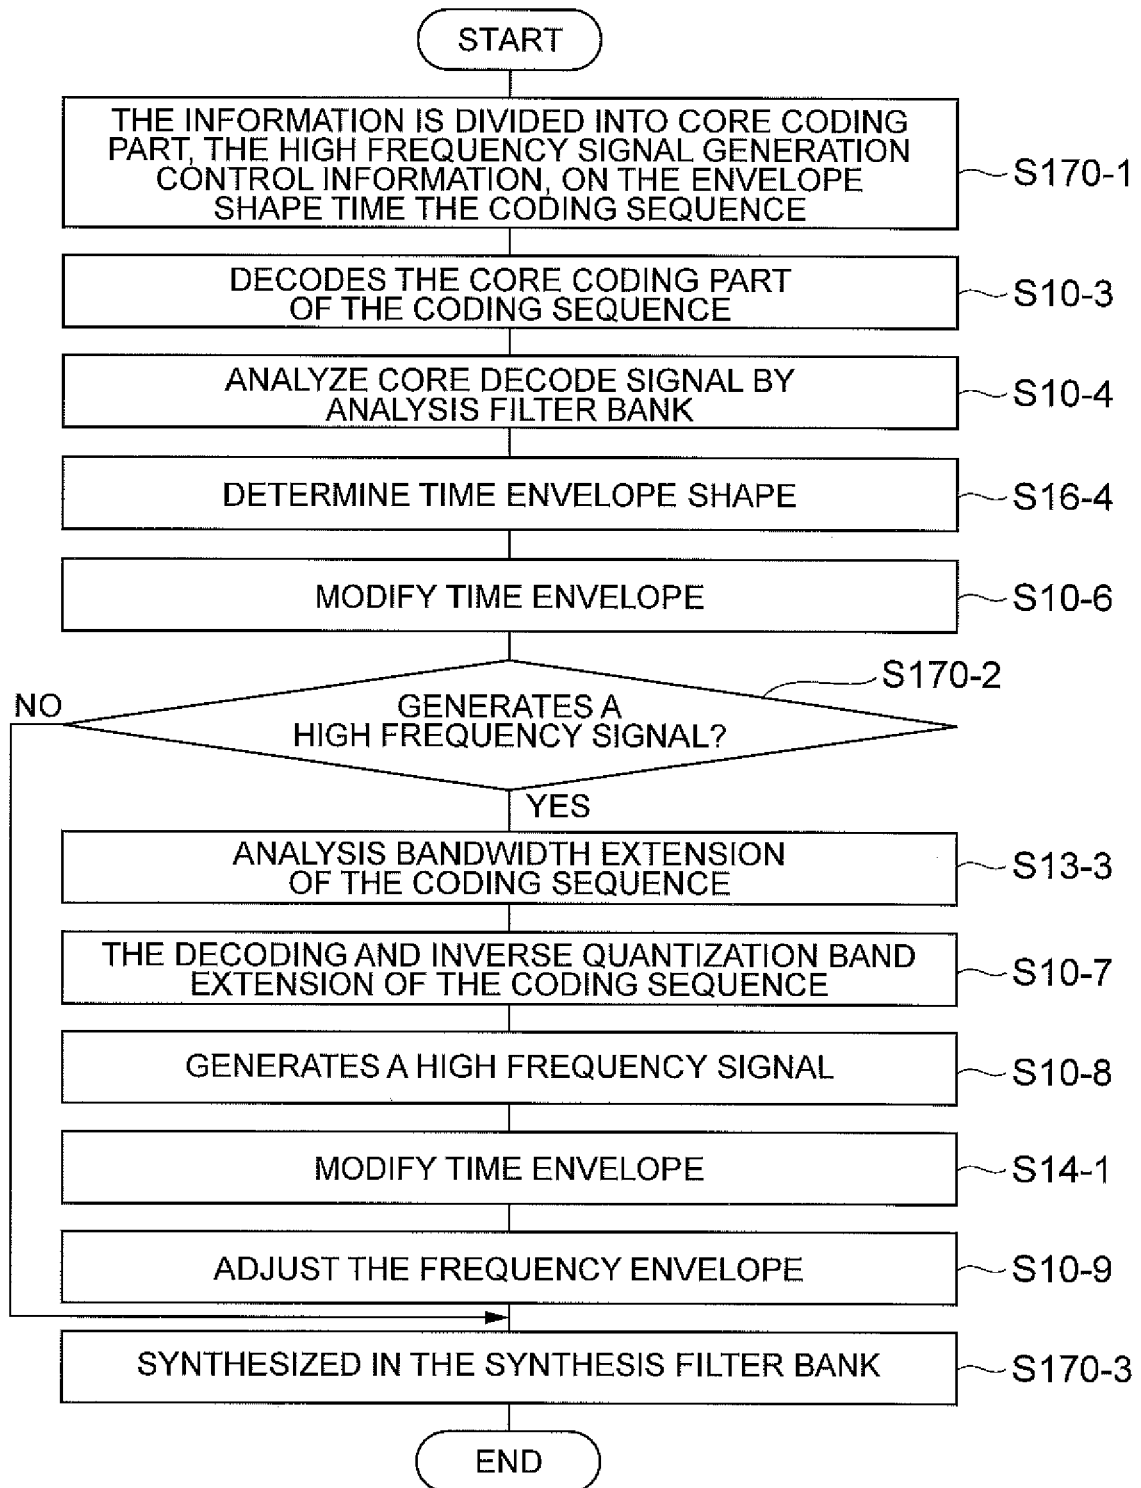 START
THE INFORMATION IS DIVIDED INTO CORE CODING
PART, THE HIGH FREQUENCY SIGNAL GENERATION
CONTROL INFORMATION, ON THE ENVELOPE
SHAPE TIME THE CODING SEQUENCE
S170-1
DECODES THE CORE CODING PART
OF THE CODING SEQUENCE
S10-3
ANALYZE CORE DECODE SIGNAL BY
ANALYSIS FILTER BANK
S10-4
DETERMINE TIME ENVELOPE SHAPE
S16-4
MODIFY TIME ENVELOPE
S10-6
S170-2
NO
GENERATES A
HIGH FREQUENCY SIGNAL?
YES
ANALYSIS BANDWIDTH EXTENSION
OF THE CODING SEQUENCE
S13-3
THE DECODING AND INVERSE QUANTIZATION BAND
EXTENSION OF THE CODING SEQUENCE
S10-7
GENERATES A HIGH FREQUENCY SIGNAL
S10-8
MODIFY TIME ENVELOPE
S14-1
ADJUST THE FREQUENCY ENVELOPE
S10-9
SYNTHESIZED IN THE SYNTHESIS FILTER BANK
S170-3
END